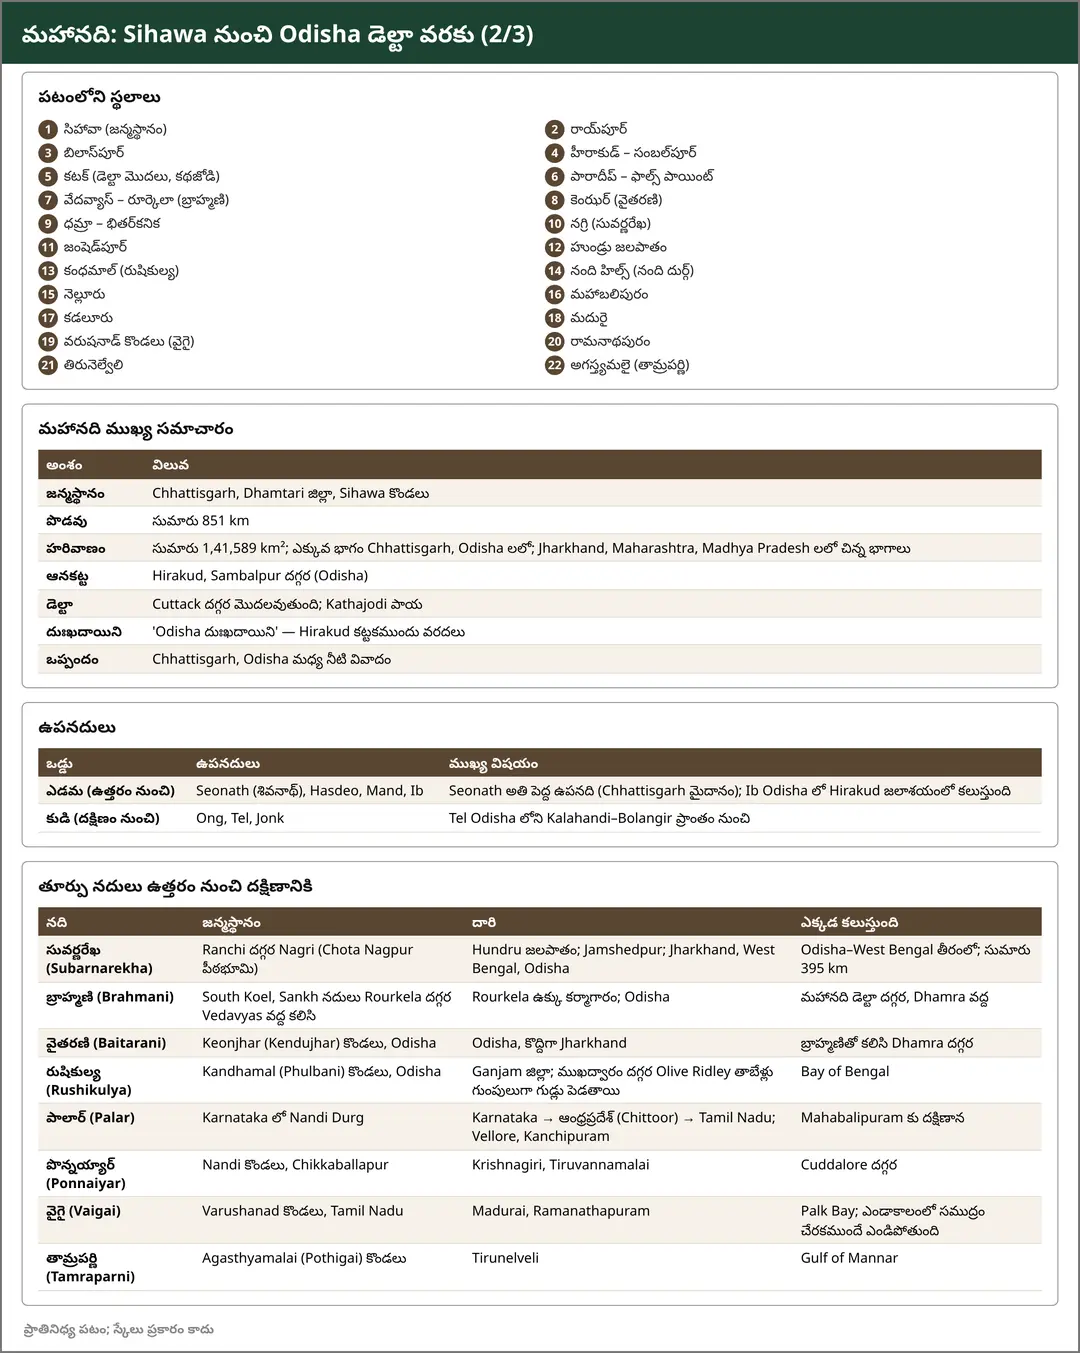 మహానది: Sihawa నుంచి Odisha డెల్టా వరకు (2/3)
పటంలోని స్థలాలు
1 సిహావా (జన్మస్థానం)
2 రాయ్‌పూర్
3 బిలాస్‌పూర్
4 హీరాకుడ్ – సంబల్‌పూర్
5 కటక్ (డెల్టా మొదలు, కథజోడి)
6 పారాదీప్ – ఫాల్స్ పాయింట్
7 వేదవ్యాస్ – రూర్కెలా (బ్రాహ్మణి)
8 కెంఝర్ (వైతరణి)
9 ధమ్రా – భితర్‌కనిక
10 నగ్రి (సువర్ణరేఖ)
11 జంషెడ్‌పూర్
12 హుండ్రు జలపాతం
13 కంధమాల్ (రుషికుల్య)
14 నంది హిల్స్ (నంది దుర్గ్)
15 నెల్లూరు
16 మహాబలిపురం
17 కడలూరు
18 మదురై
19 వరుషనాడ్ కొండలు (వైగై)
20 రామనాథపురం
21 తిరునెల్వేలి
22 అగస్త్యమలై (తామ్రపర్ణి)
మహానది ముఖ్య సమాచారం
అంశం విలువ
జన్మస్థానం Chhattisgarh, Dhamtari జిల్లా, Sihawa కొండలు
పొడవు సుమారు 851 km
హరివాణం సుమారు 1,41,589 km²; ఎక్కువ భాగం Chhattisgarh, Odisha లలో; Jharkhand, Maharashtra, Madhya Pradesh లలో చిన్న భాగాలు
ఆనకట్ట Hirakud, Sambalpur దగ్గర (Odisha)
డెల్టా Cuttack దగ్గర మొదలవుతుంది; Kathajodi పాయ
దుఃఖదాయిని 'Odisha దుఃఖదాయిని' — Hirakud కట్టకముందు వరదలు
ఒప్పందం Chhattisgarh, Odisha మధ్య నీటి వివాదం
ఉపనదులు
ఒడ్డు ఉపనదులు ముఖ్య విషయం
ఎడమ (ఉత్తరం నుంచి) Seonath (శివనాథ్), Hasdeo, Mand, Ib Seonath అతి పెద్ద ఉపనది (Chhattisgarh మైదానం); Ib Odisha లో Hirakud జలాశయంలో కలుస్తుంది
కుడి (దక్షిణం నుంచి) Ong, Tel, Jonk Tel Odisha లోని Kalahandi–Bolangir ప్రాంతం నుంచి
తూర్పు నదులు ఉత్తరం నుంచి దక్షిణానికి
నది జన్మస్థానం దారి ఎక్కడ కలుస్తుంది
సువర్ణరేఖ Ranchi దగ్గర Nagri (Chota Nagpur Hundru జలపాతం; Jamshedpur; Jharkhand, West Odisha–West Bengal తీరంలో; సుమారు
(Subarnarekha) పీఠభూమి) Bengal, Odisha 395 km
బ్రాహ్మణి (Brahmani) South Koel, Sankh నదులు Rourkela దగ్గర Rourkela ఉక్కు కర్మాగారం; Odisha మహానది డెల్టా దగ్గర, Dhamra వద్ద
Vedavyas వద్ద కలిసి
వైతరణి (Baitarani) Keonjhar (Kendujhar) కొండలు, Odisha Odisha, కొద్దిగా Jharkhand బ్రాహ్మణితో కలిసి Dhamra దగ్గర
రుషికుల్య Kandhamal (Phulbani) కొండలు, Odisha Ganjam జిల్లా; ముఖద్వారం దగ్గర Olive Ridley తాబేళ్లు Bay of Bengal
(Rushikulya) గుంపులుగా గుడ్లు పెడతాయి
పాలార్ (Palar) Karnataka లో Nandi Durg Karnataka → ఆంధ్రప్రదేశ్ (Chittoor) → Tamil Nadu; Mahabalipuram కు దక్షిణాన
Vellore, Kanchipuram
పొన్నయ్యార్ Nandi కొండలు, Chikkaballapur Krishnagiri, Tiruvannamalai Cuddalore దగ్గర
(Ponnaiyar)
వైగై (Vaigai) Varushanad కొండలు, Tamil Nadu Madurai, Ramanathapuram Palk Bay; ఎండాకాలంలో సముద్రం
చేరకముందే ఎండిపోతుంది
తామ్రపర్ణి Agasthyamalai (Pothigai) కొండలు Tirunelveli Gulf of Mannar
(Tamraparni)
ప్రాతినిధ్య పటం; స్కేలు ప్రకారం కాదు